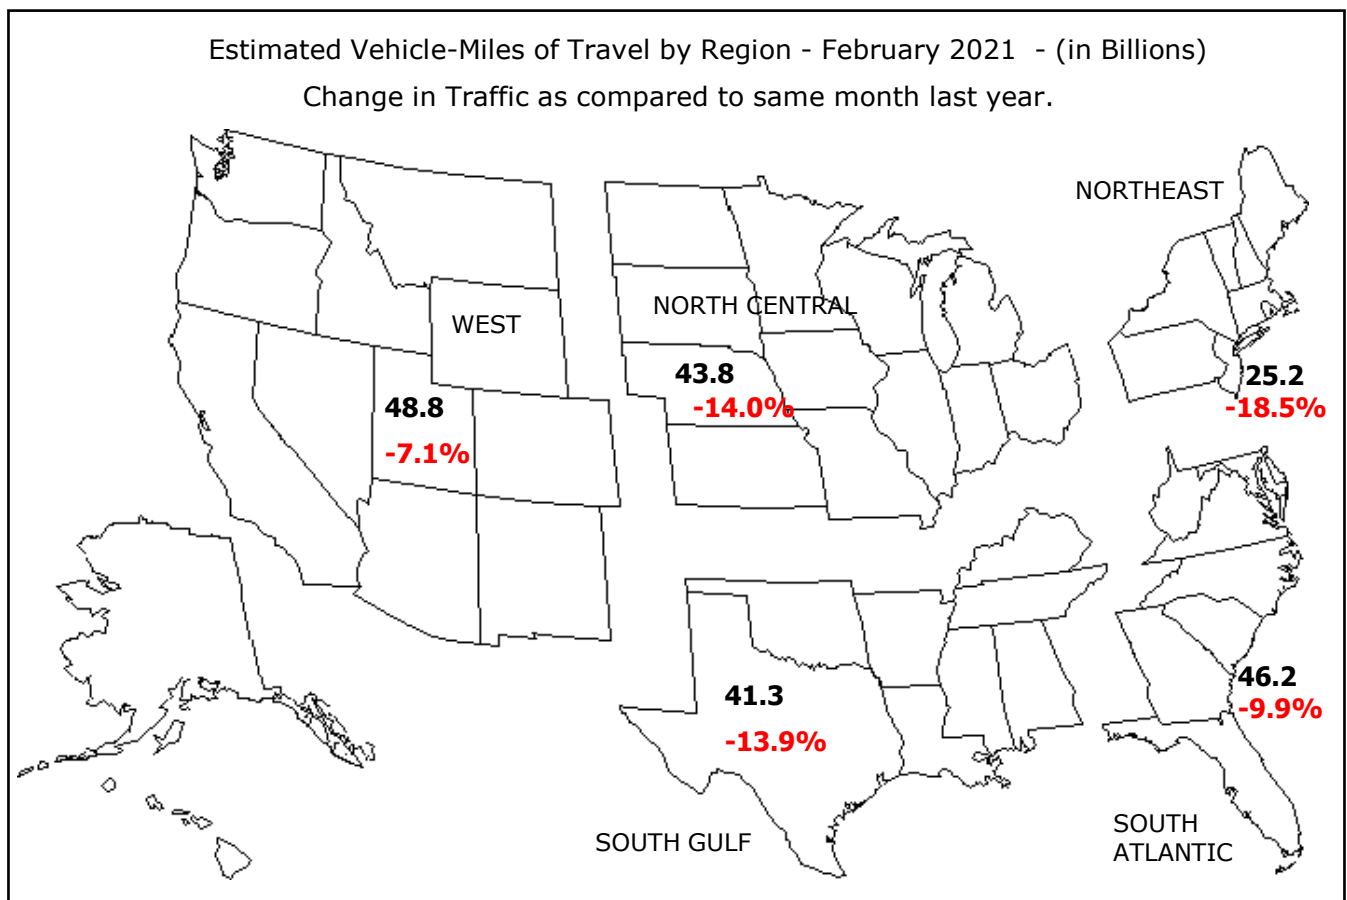 Estimated Vehicle-Miles of Travel by Region - February 2021 - (in Billions)
Change in Traffic as compared to same month last year.
NORTHEAST
WEST
NORTH CENTRAL
48.8
-7.1%
43.8
-14.0%
25.2
-18.5%
41.3
-13.9%
46.2
-9.9%
SOUTH GULF
SOUTH
ATLANTIC